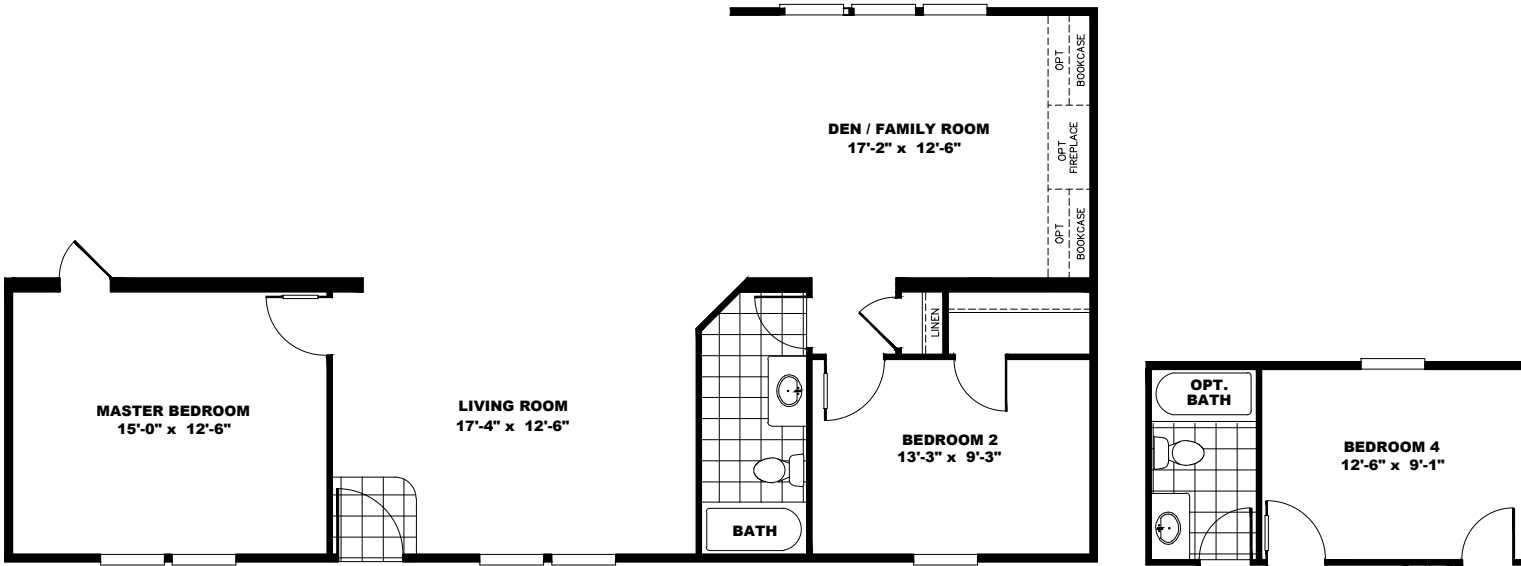 DEN / FAMILY ROOM
17'-2" x 12'-6"
OPT
BOOKCASE
OPT
FIREPLACE
OPT
BOOKCASE
MASTER BEDROOM
15'-0" x 12'-6"
LIVING ROOM
17'-4" x 12'-6"
LINEN
BEDROOM 2
13'-3" x 9'-3"
BATH
OPT.
BATH
BEDROOM 4
12'-6" x 9'-1"